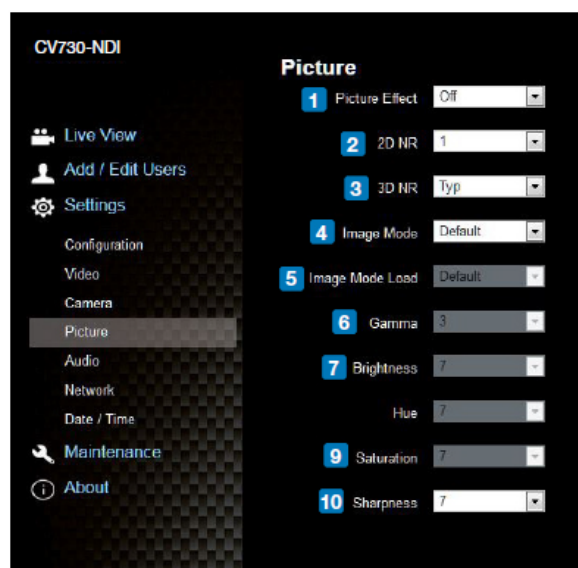 CV730-NDI
Live View
Add / Edit Users
Settings
Configuration
Video
Camera
Picture
Audio
Network
Date / Time
Maintenance
About
Picture
1 Picture Effect Off
2 2D NR 1
3 3D NR Typ
4 Image Mode Default
5 Image Mode Load Default
6 Gamma 3
7 Brightness 7
Hue 7
9 Saturation 7
10 Sharpness 7